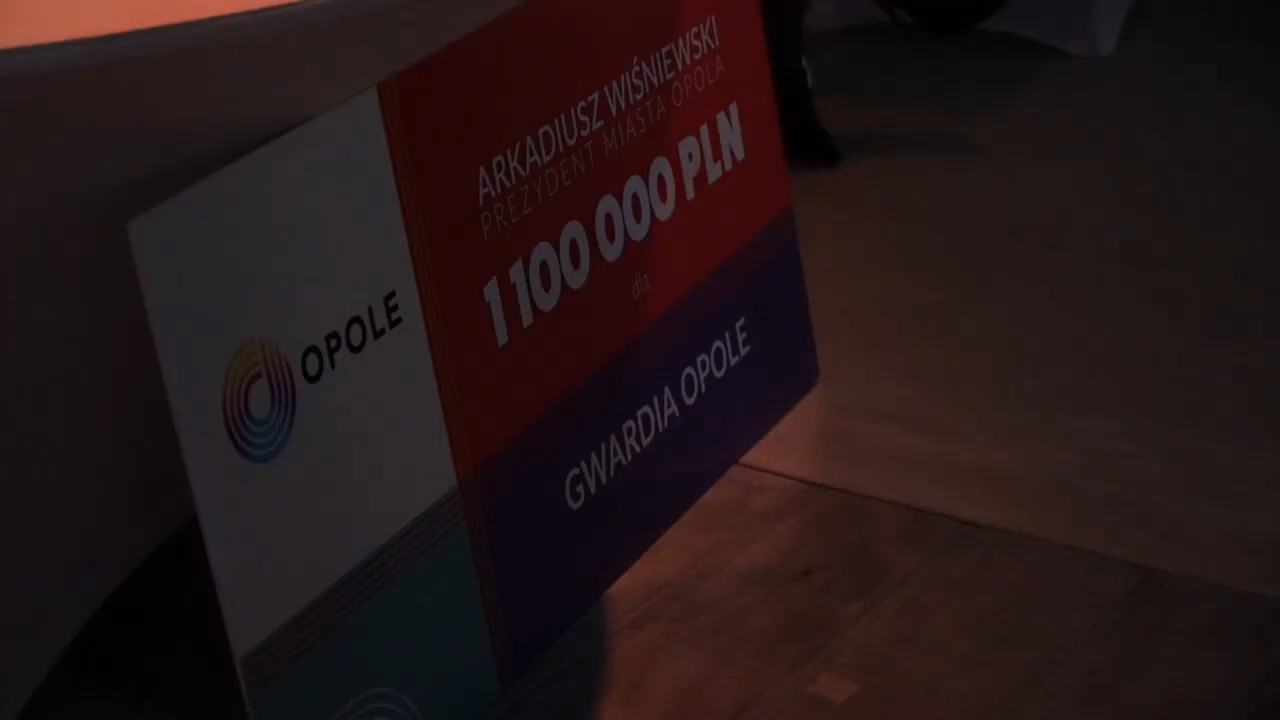 OPOLE
ARKADIUSZ WIŚNIEWSKI
PREZYDENT MIASTA OPOLA
1 100 000 PLN
dla
GWARDIA OPOLE